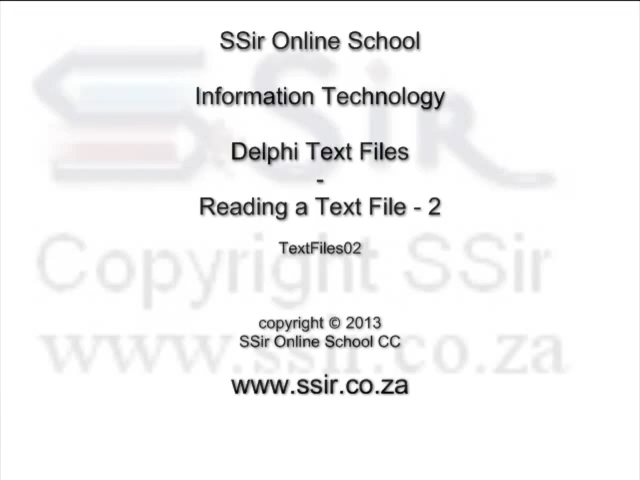 SSir Online School
Information Technology
Delphi Text Files
-
Reading a Text File - 2
TextFiles02
copyright © 2013
SSir Online School CC
www.ssir.co.za
SSir
Copyright SSir
www.ssir.co.za